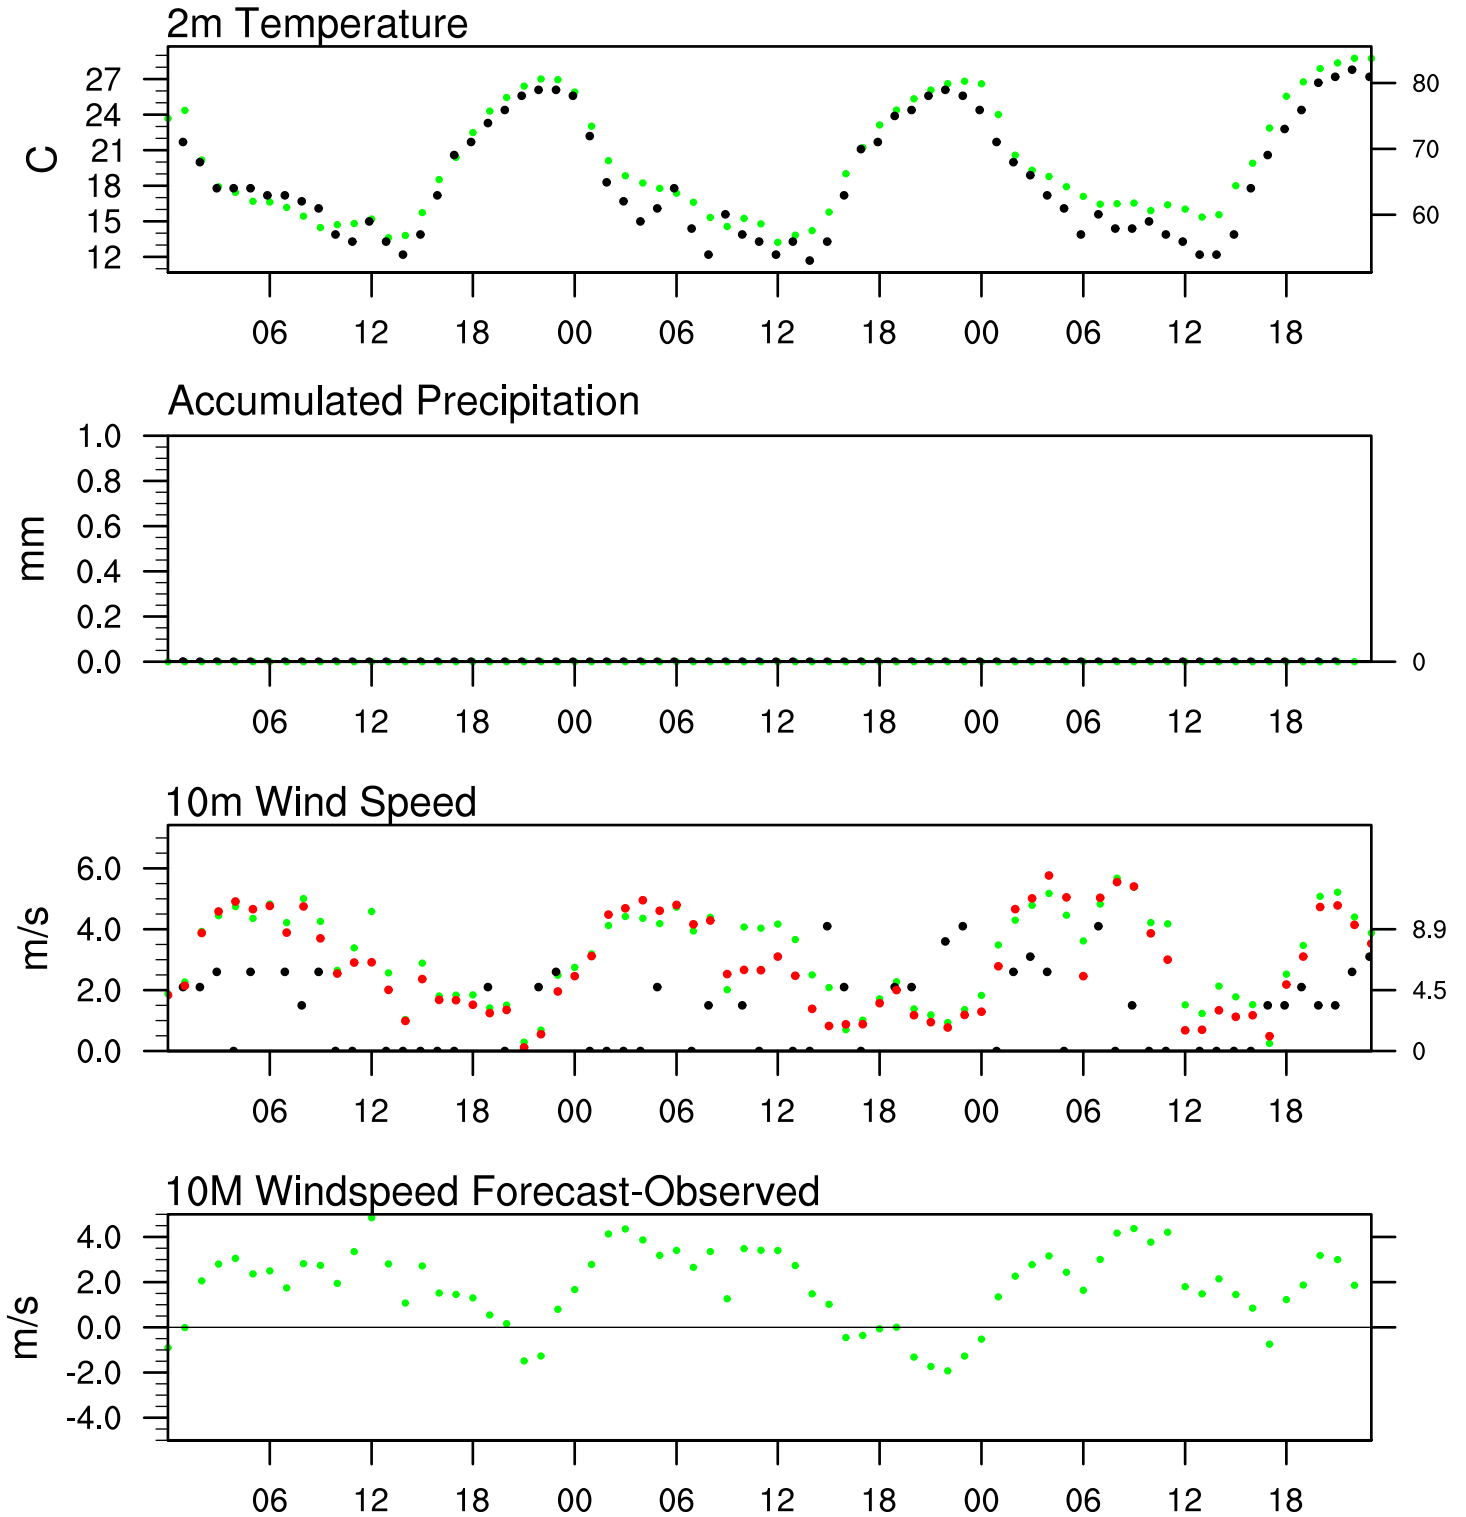 2m Temperature
27
24
21
18
15
12
C
80
70
60
06 12 18 00 06 12 18 00 06 12 18
Accumulated Precipitation
1.0
0.8
0.6
0.4
0.2
0.0
mm
0
06 12 18 00 06 12 18 00 06 12 18
10m Wind Speed
6.0
4.0
2.0
0.0
m/s
8.9
4.5
0
06 12 18 00 06 12 18 00 06 12 18
10M Windspeed Forecast-Observed
4.0
2.0
0.0
-2.0
-4.0
m/s
06 12 18 00 06 12 18 00 06 12 18